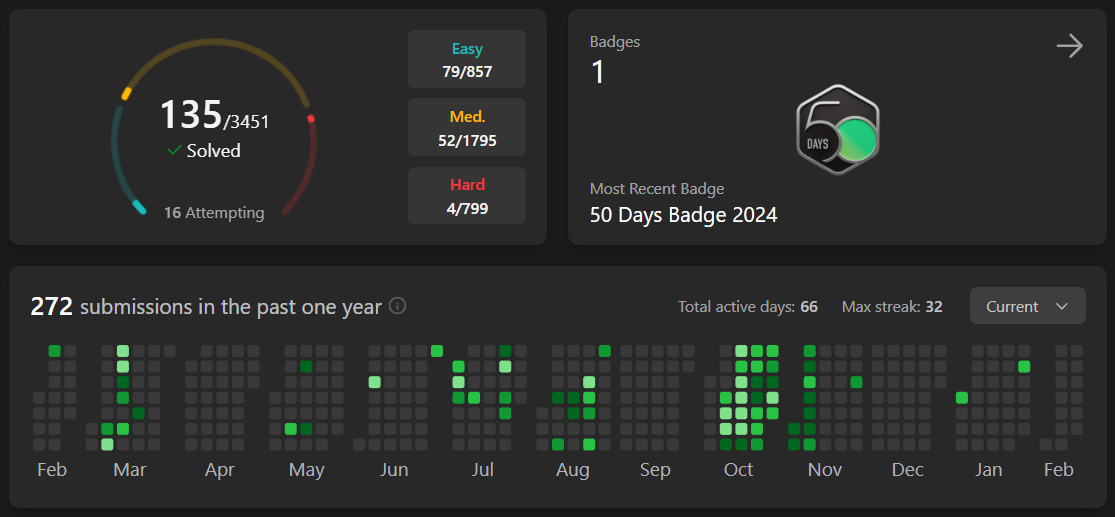 135/3451
Solved
16 Attempting
Easy
79/857
Med.
52/1795
Hard
4/799
Badges
1
50
DAYS
Most Recent Badge
50 Days Badge 2024
272 submissions in the past one year
Total active days: 66 Max streak: 32 Current
Feb Mar Apr May Jun Jul Aug Sep Oct Nov Dec Jan Feb